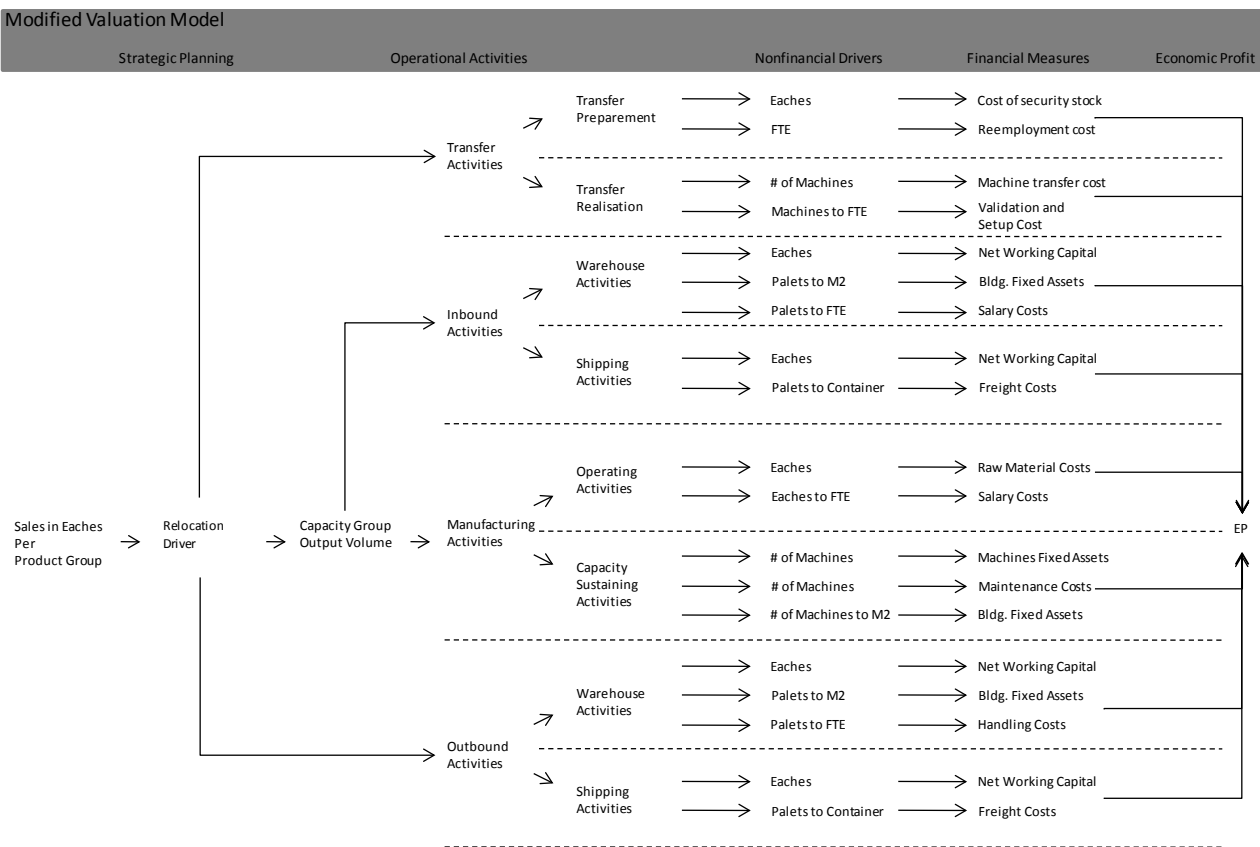 Modified Valuation Model
Strategic Planning
Operational Activities
Nonfinancial Drivers
Financial Measures
Economic Profit
Sales in Eaches
Per
Product Group
Relocation
Driver
Capacity Group
Output Volume
Transfer
Activities
Transfer
Preparement
Eaches
Cost of security stock
FTE
Reemployment cost
Transfer
Realisation
# of Machines
Machine transfer cost
Machines to FTE
Validation and
Setup Cost
Inbound
Activities
Warehouse
Activities
Eaches
Net Working Capital
Palets to M2
Bldg. Fixed Assets
Palets to FTE
Salary Costs
Shipping
Activities
Eaches
Net Working Capital
Palets to Container
Freight Costs
Manufacturing
Activities
Operating
Activities
Eaches
Raw Material Costs
Eaches to FTE
Salary Costs
Capacity
Sustaining
Activities
# of Machines
Machines Fixed Assets
# of Machines
Maintenance Costs
# of Machines to M2
Bldg. Fixed Assets
Outbound
Activities
Warehouse
Activities
Eaches
Net Working Capital
Palets to M2
Bldg. Fixed Assets
Palets to FTE
Handling Costs
Shipping
Activities
Eaches
Net Working Capital
Palets to Container
Freight Costs
EP